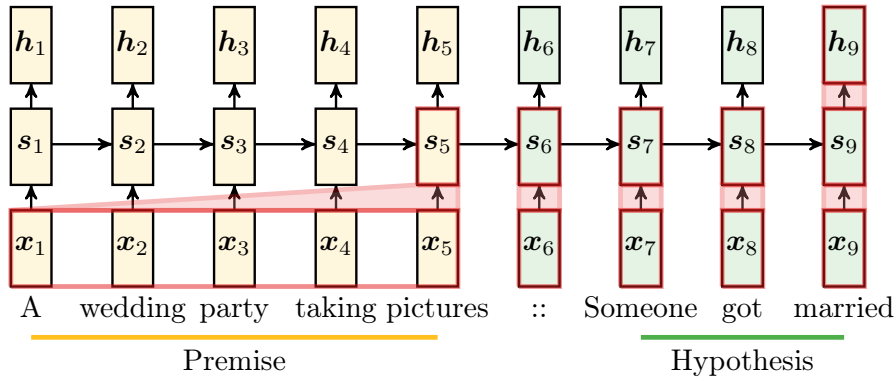 h1 h2 h3 h4 h5 h6 h7 h8 h9
s1 s2 s3 s4 s5 s6 s7 s8 s9
x1 x2 x3 x4 x5 x6 x7 x8 x9
A wedding party taking pictures :: Someone got married
Premise Hypothesis